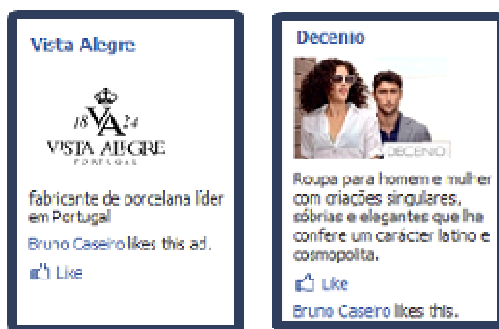 Vista Alegre
18 VA 24
VISTA ALEGRE
PORTUGAL
fabricante de porcelana líder
em Portugal
Bruno Caseiro likes this ad.
Like
Decenio
DECENIO
Roupa para homem e mulher
com criações singulares,
sóbrias e elegantes que lhe
confere um carácter latino e
cosmopolita.
Like
Bruno Caseiro likes this.